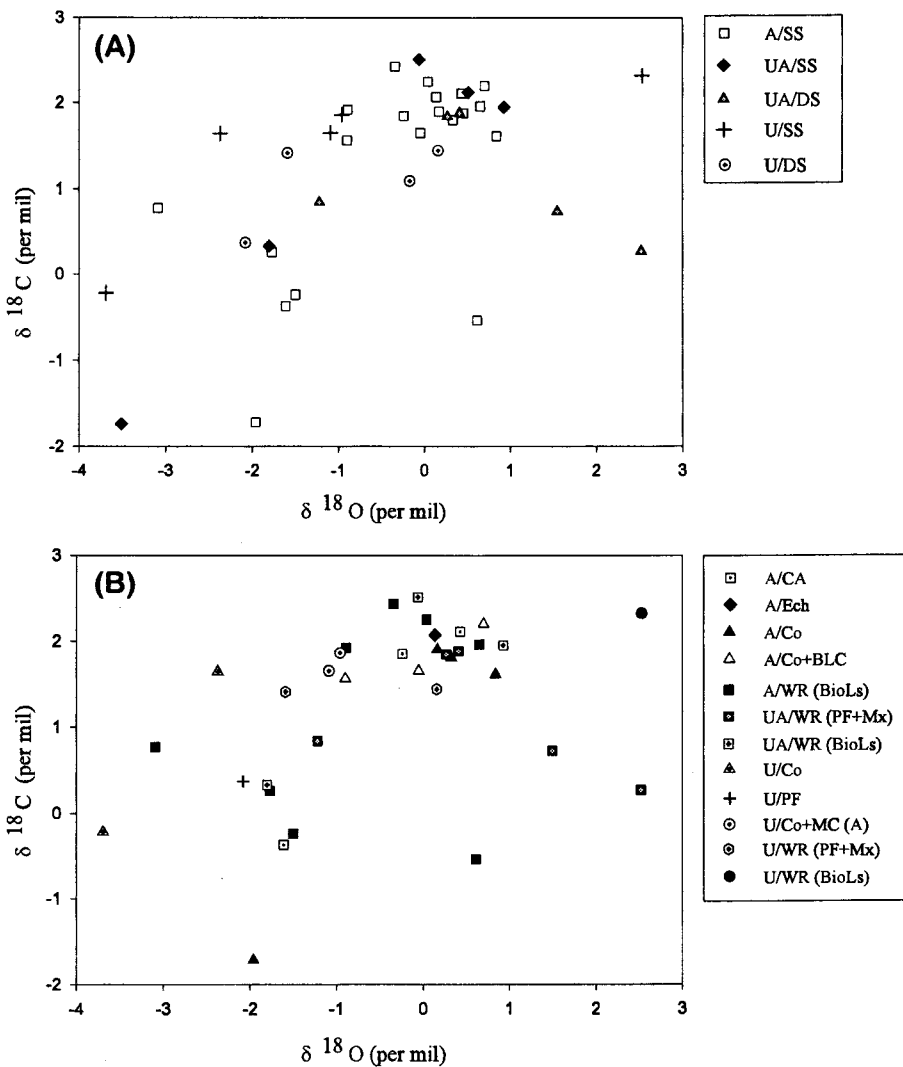 (A)
3
2
1
0
-1
-2
δ 18C (per mil)
-4 -3 -2 -1 0 1 2 3
δ 18 O (per mil)
A/SS
UA/SS
UA/DS
U/SS
U/DS
(B)
3
2
1
0
-1
-2
δ 18C (per mil)
-4 -3 -2 -1 0 1 2 3
δ 18 O (per mil)
A/CA
A/Ech
A/Co
A/Co+BLC
A/WR (BioLs)
UA/WR (PF+Mx)
UA/WR (BioLs)
U/Co
U/PF
U/Co+MC (A)
U/WR (PF+Mx)
U/WR (BioLs)